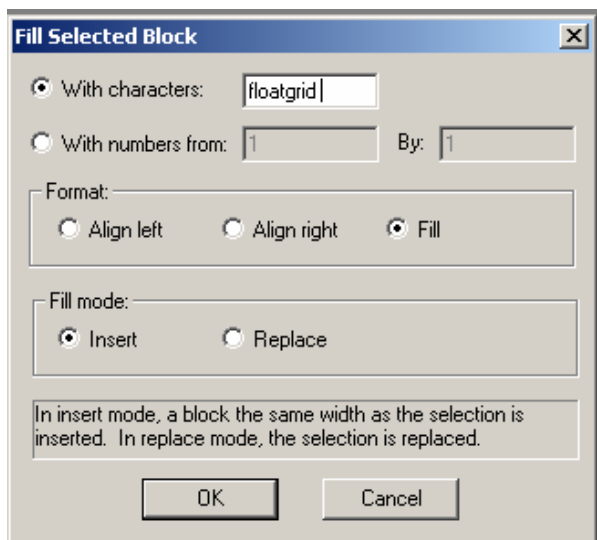 Fill Selected Block
With characters: floatgrid
With numbers from: 1 By: 1
Format:
Align left Align right Fill
Fill mode:
Insert Replace
In insert mode, a block the same width as the selection is
inserted. In replace mode, the selection is replaced.
OK Cancel